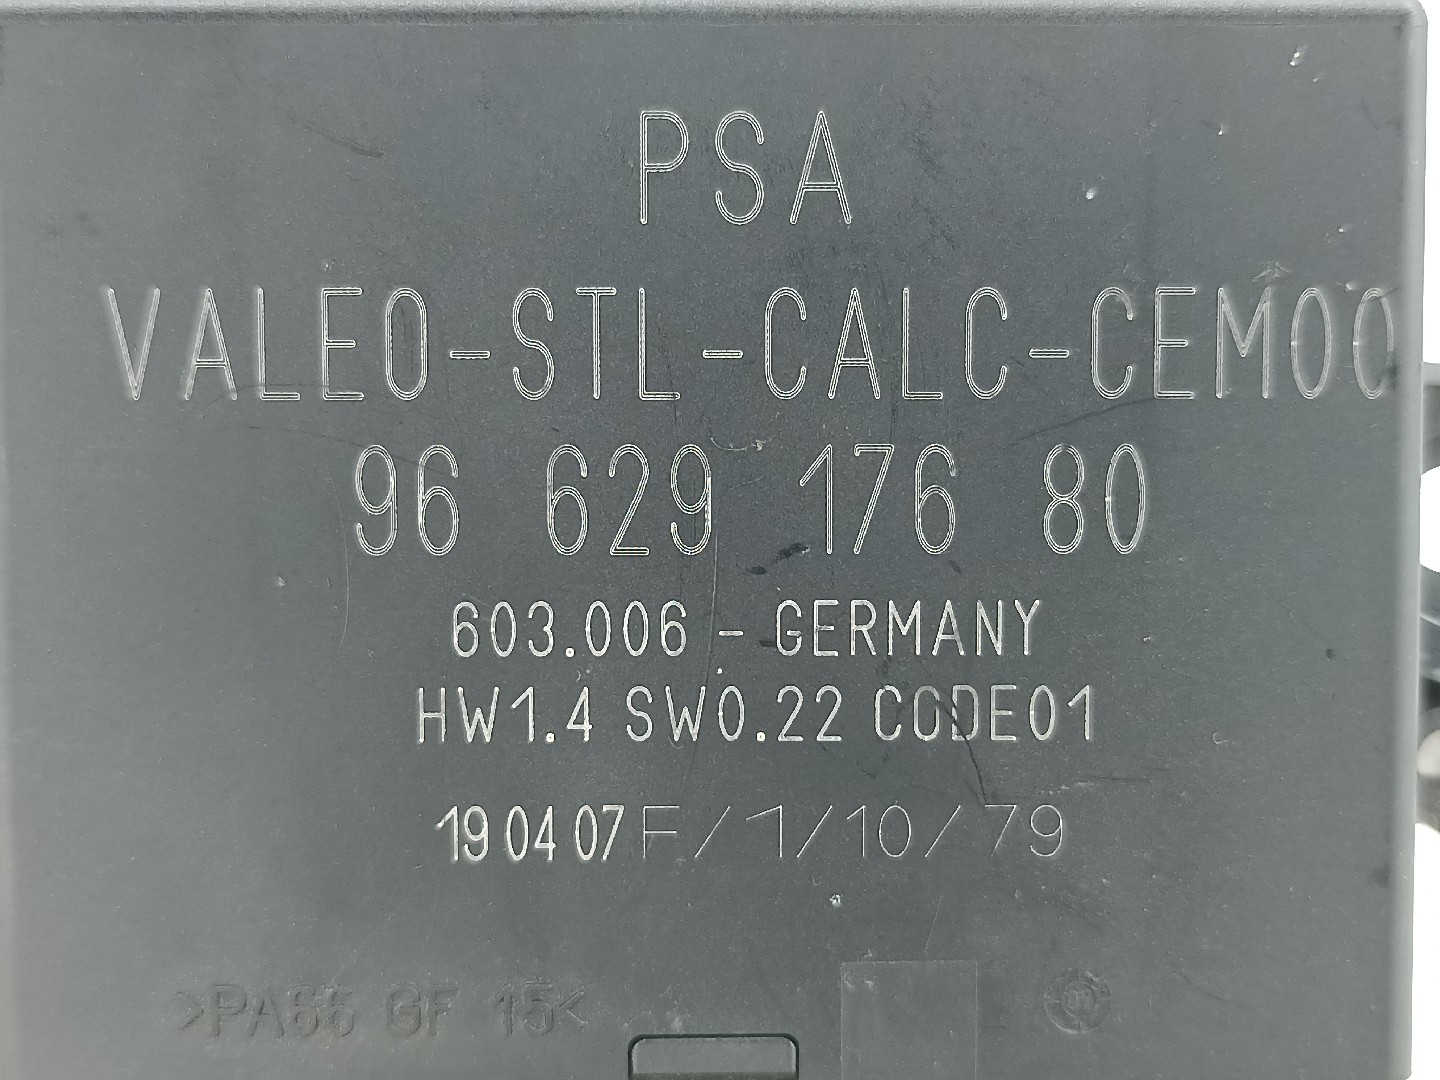 PSA
VALEO-STL-CALC-CEM00
96 629 176 80
603.006 - GERMANY
HW1.4 SW0.22 CODE01
19 04 07 F/1/10/79
>PA66 GF 15<